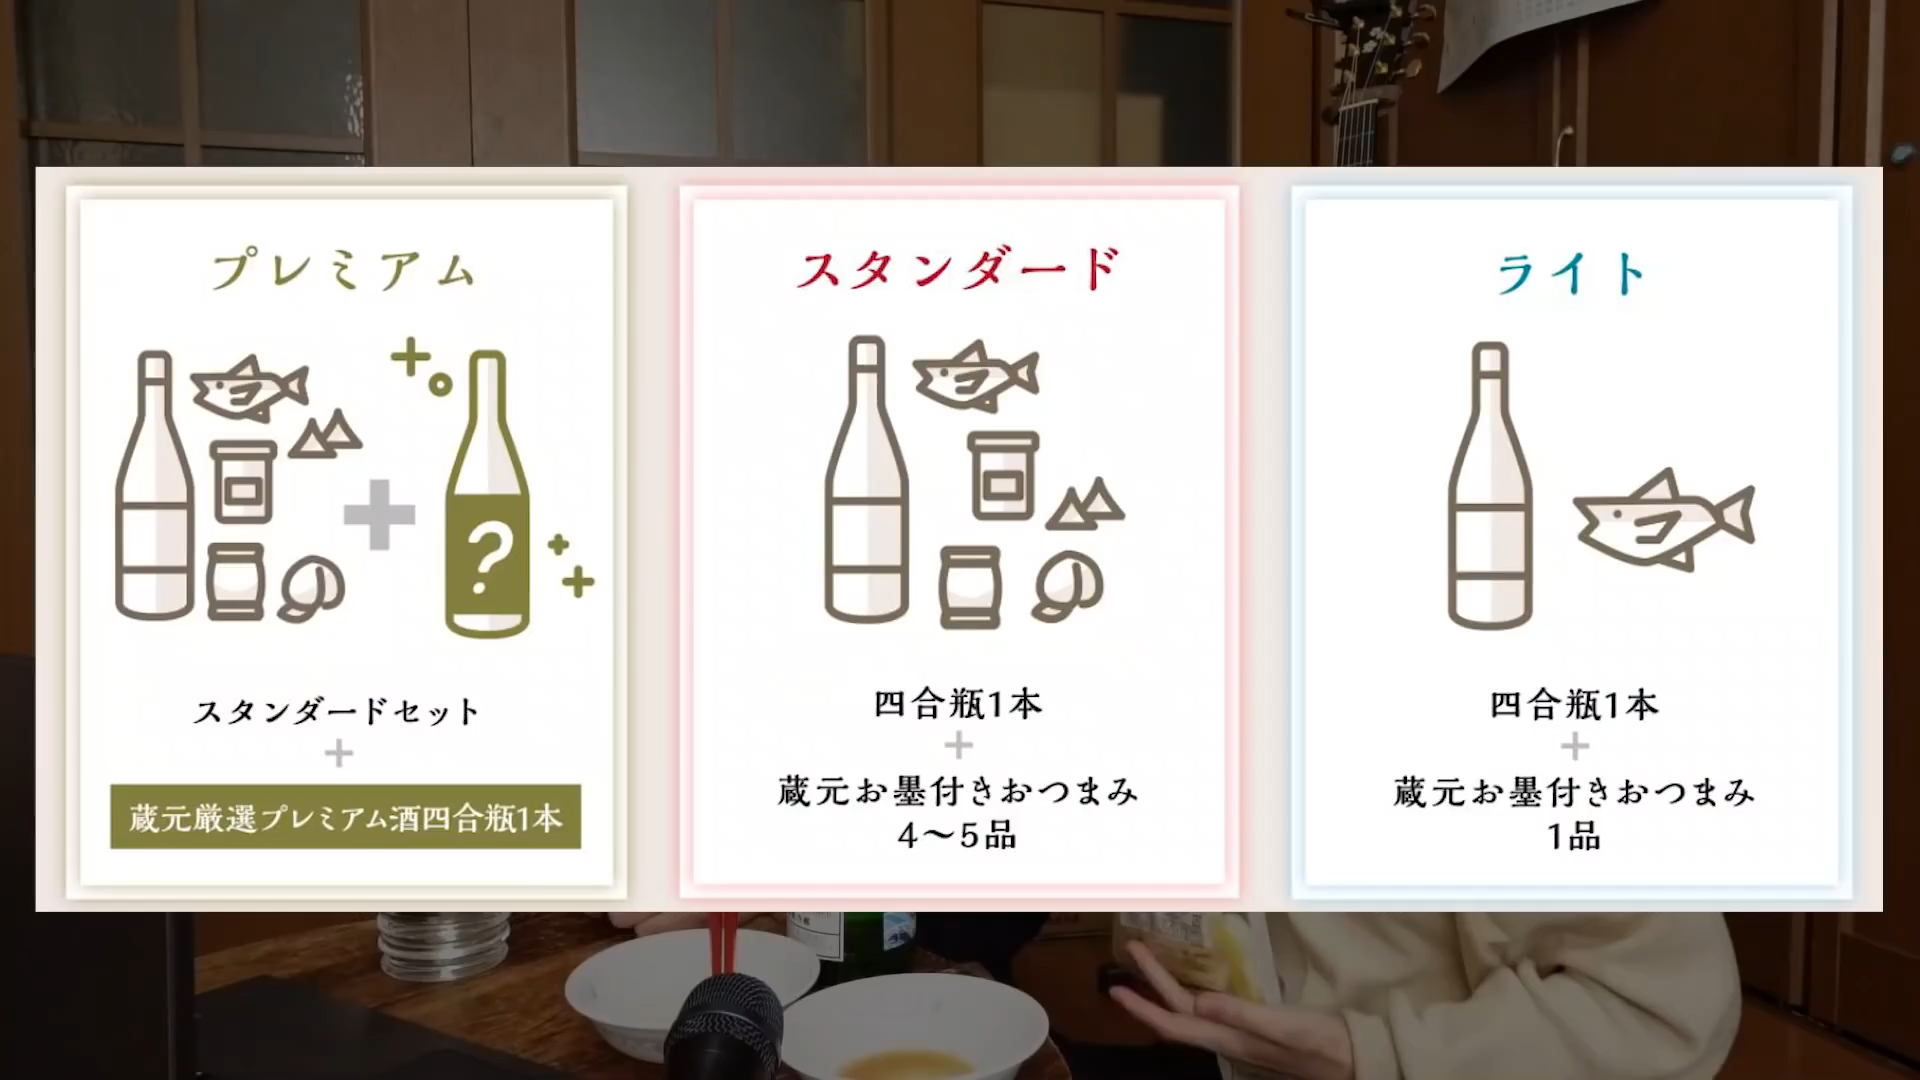 プレミアム
?
スタンダードセット
+
蔵元厳選プレミアム酒四合瓶1本
スタンダード
四合瓶1本
+
蔵元お墨付きおつまみ
4〜5品
ライト
四合瓶1本
+
蔵元お墨付きおつまみ
1品